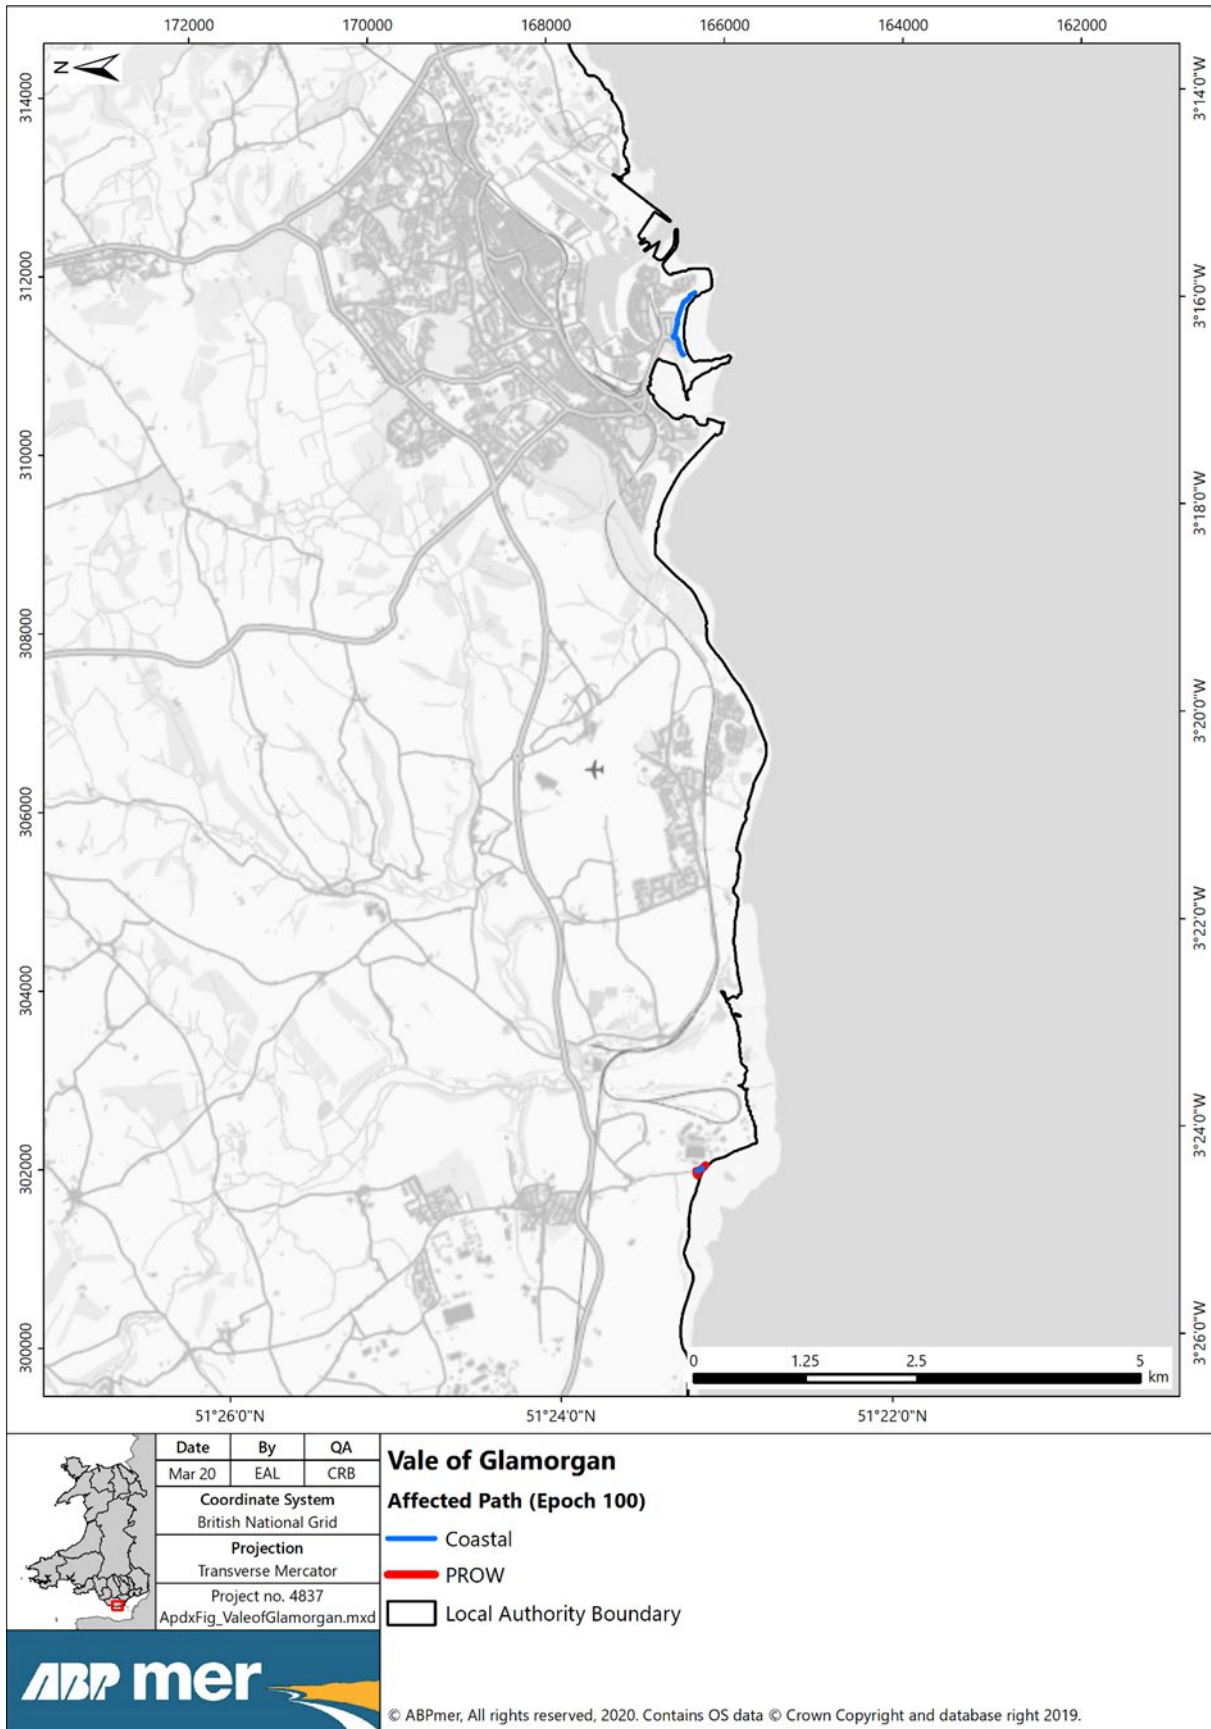 172000 170000 168000 166000 164000 162000
N
314000
312000
310000
308000
306000
304000
302000
300000
3°14'0"W
3°16'0"W
3°18'0"W
3°20'0"W
3°22'0"W
3°24'0"W
3°26'0"W
0 1.25 2.5 5
km
51°26'0"N 51°24'0"N 51°22'0"N
Date By QA
Mar 20 EAL CRB
Coordinate System
British National Grid
Projection
Transverse Mercator
Project no. 4837
ApdxFig_ValeofGlamorgan.mxd
ABPmer
Vale of Glamorgan
Affected Path (Epoch 100)
Coastal
PROW
Local Authority Boundary
© ABPmer, All rights reserved, 2020. Contains OS data © Crown Copyright and database right 2019.